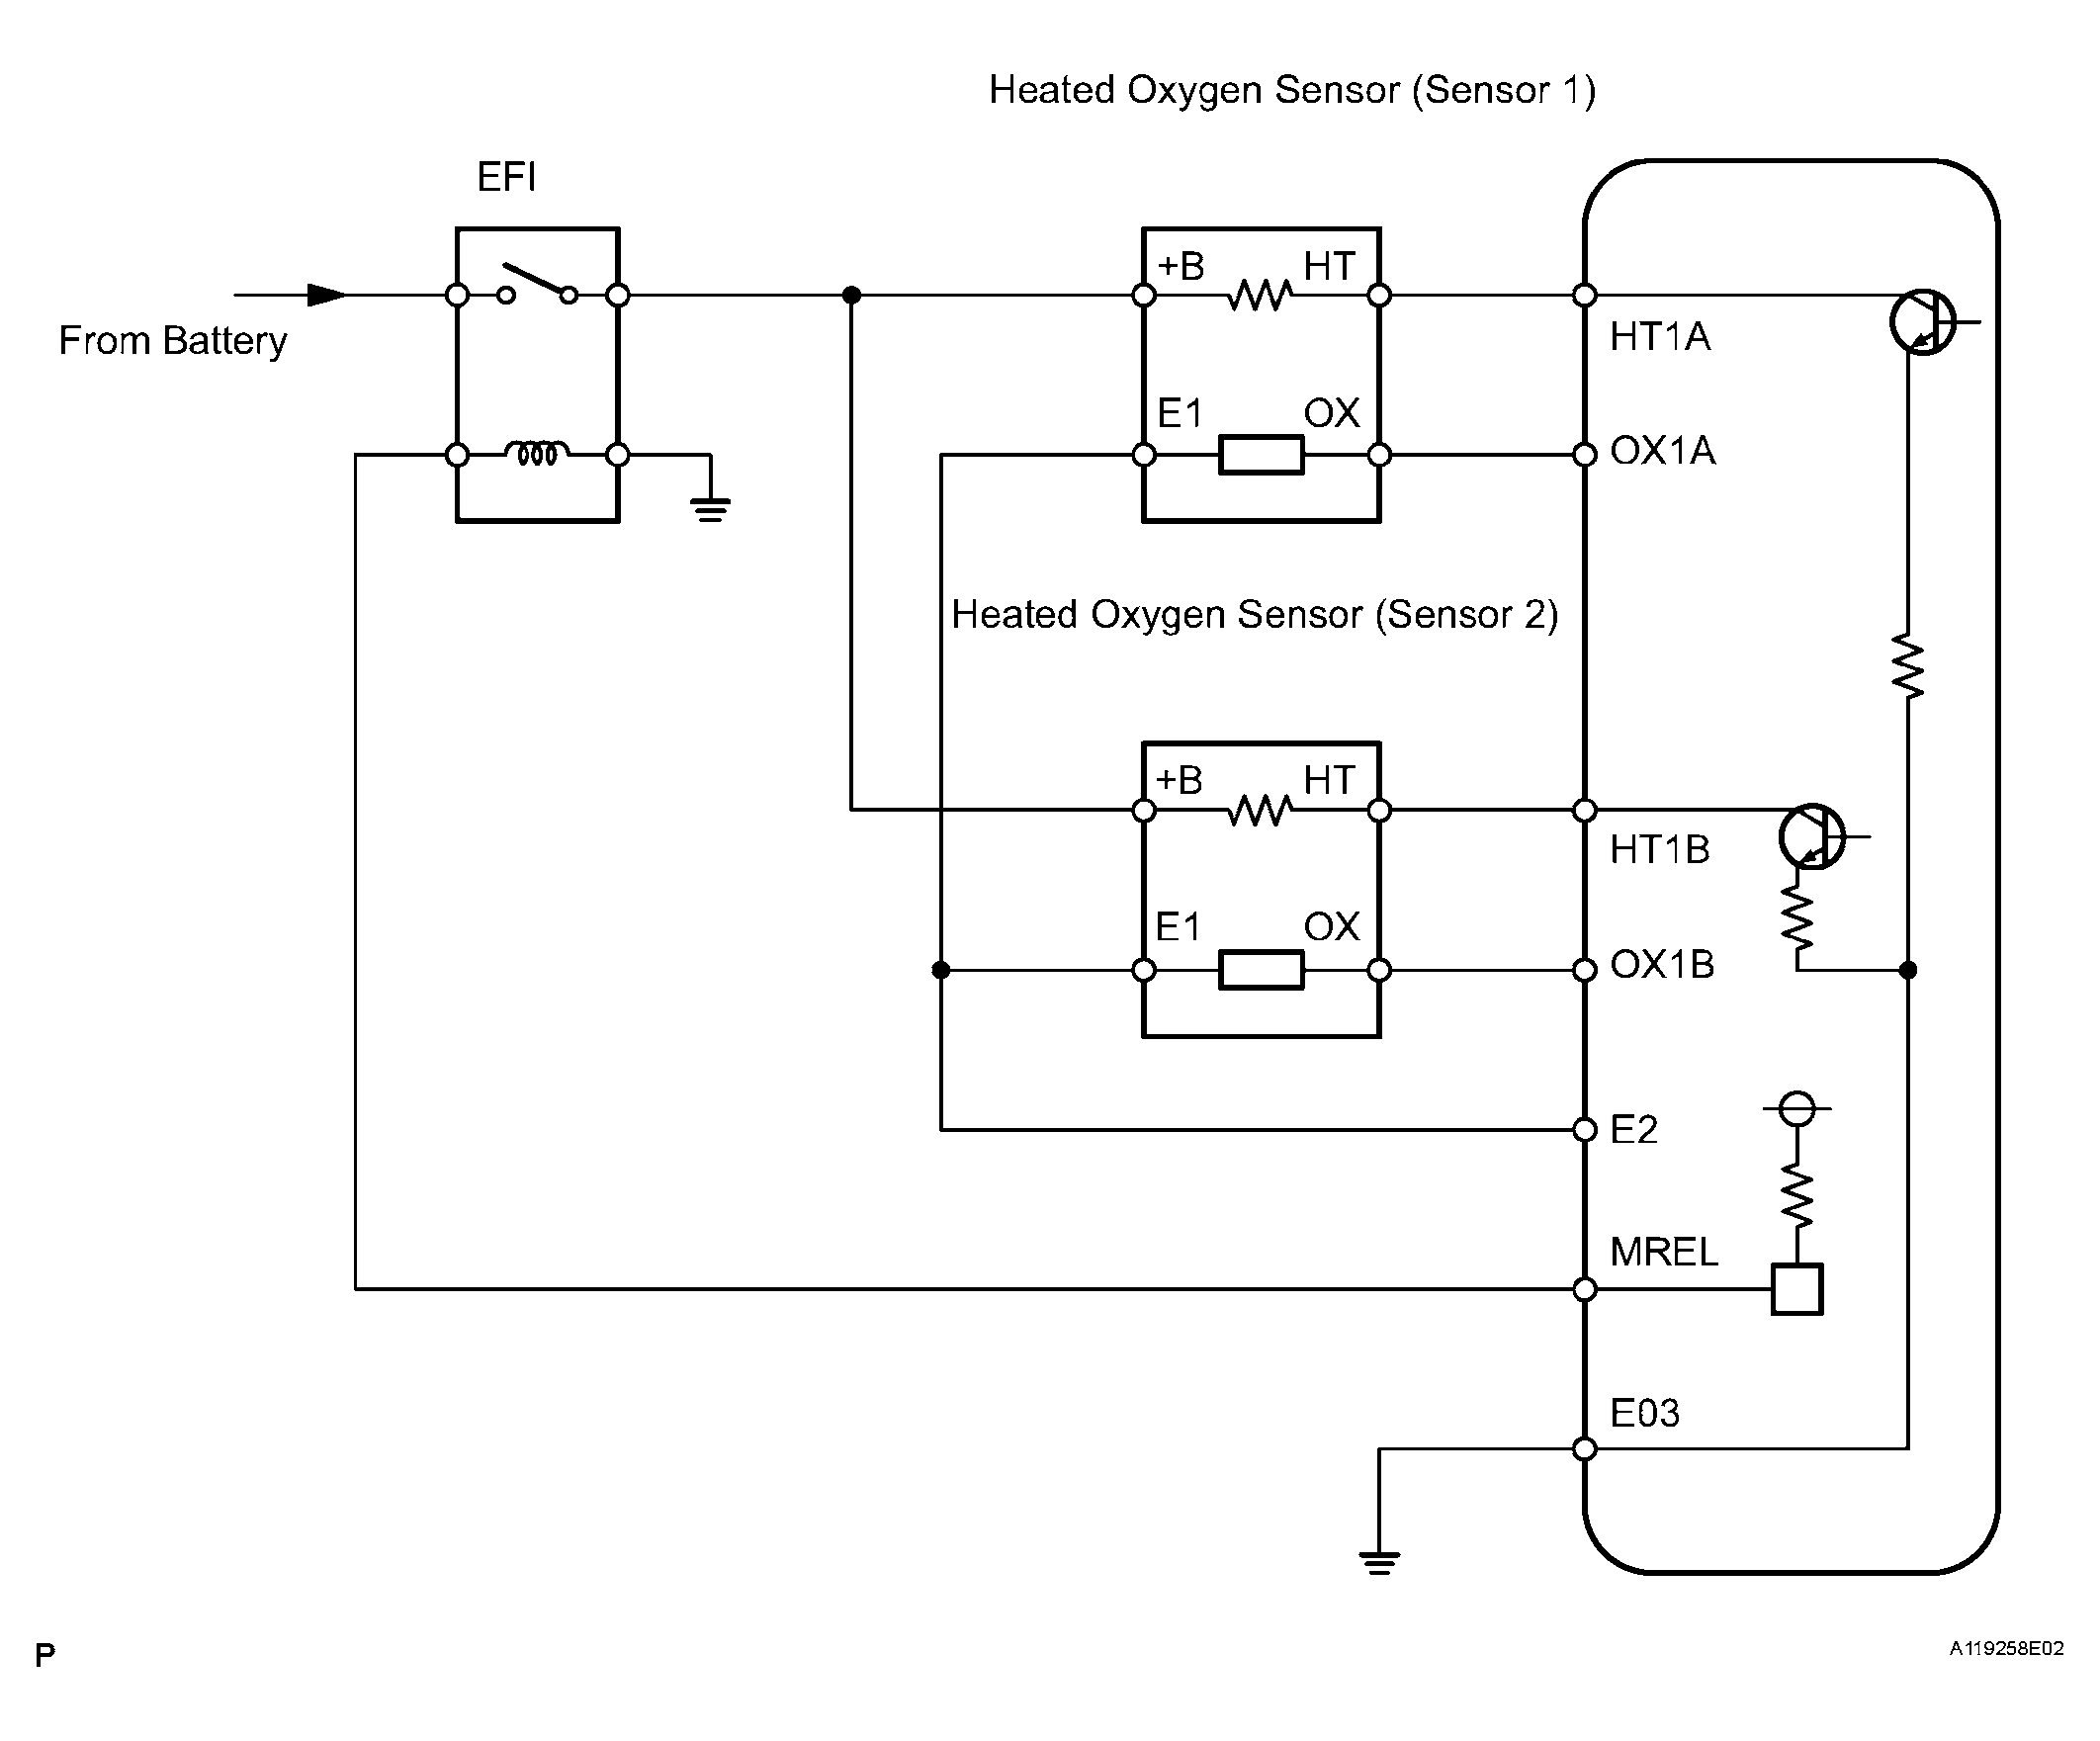 Heated Oxygen Sensor (Sensor 1)
EFI
+B HT
From Battery
HT1A
E1 OX
OX1A
Heated Oxygen Sensor (Sensor 2)
+B HT
HT1B
E1 OX
OX1B
E2
MREL
E03
P
A119258E02